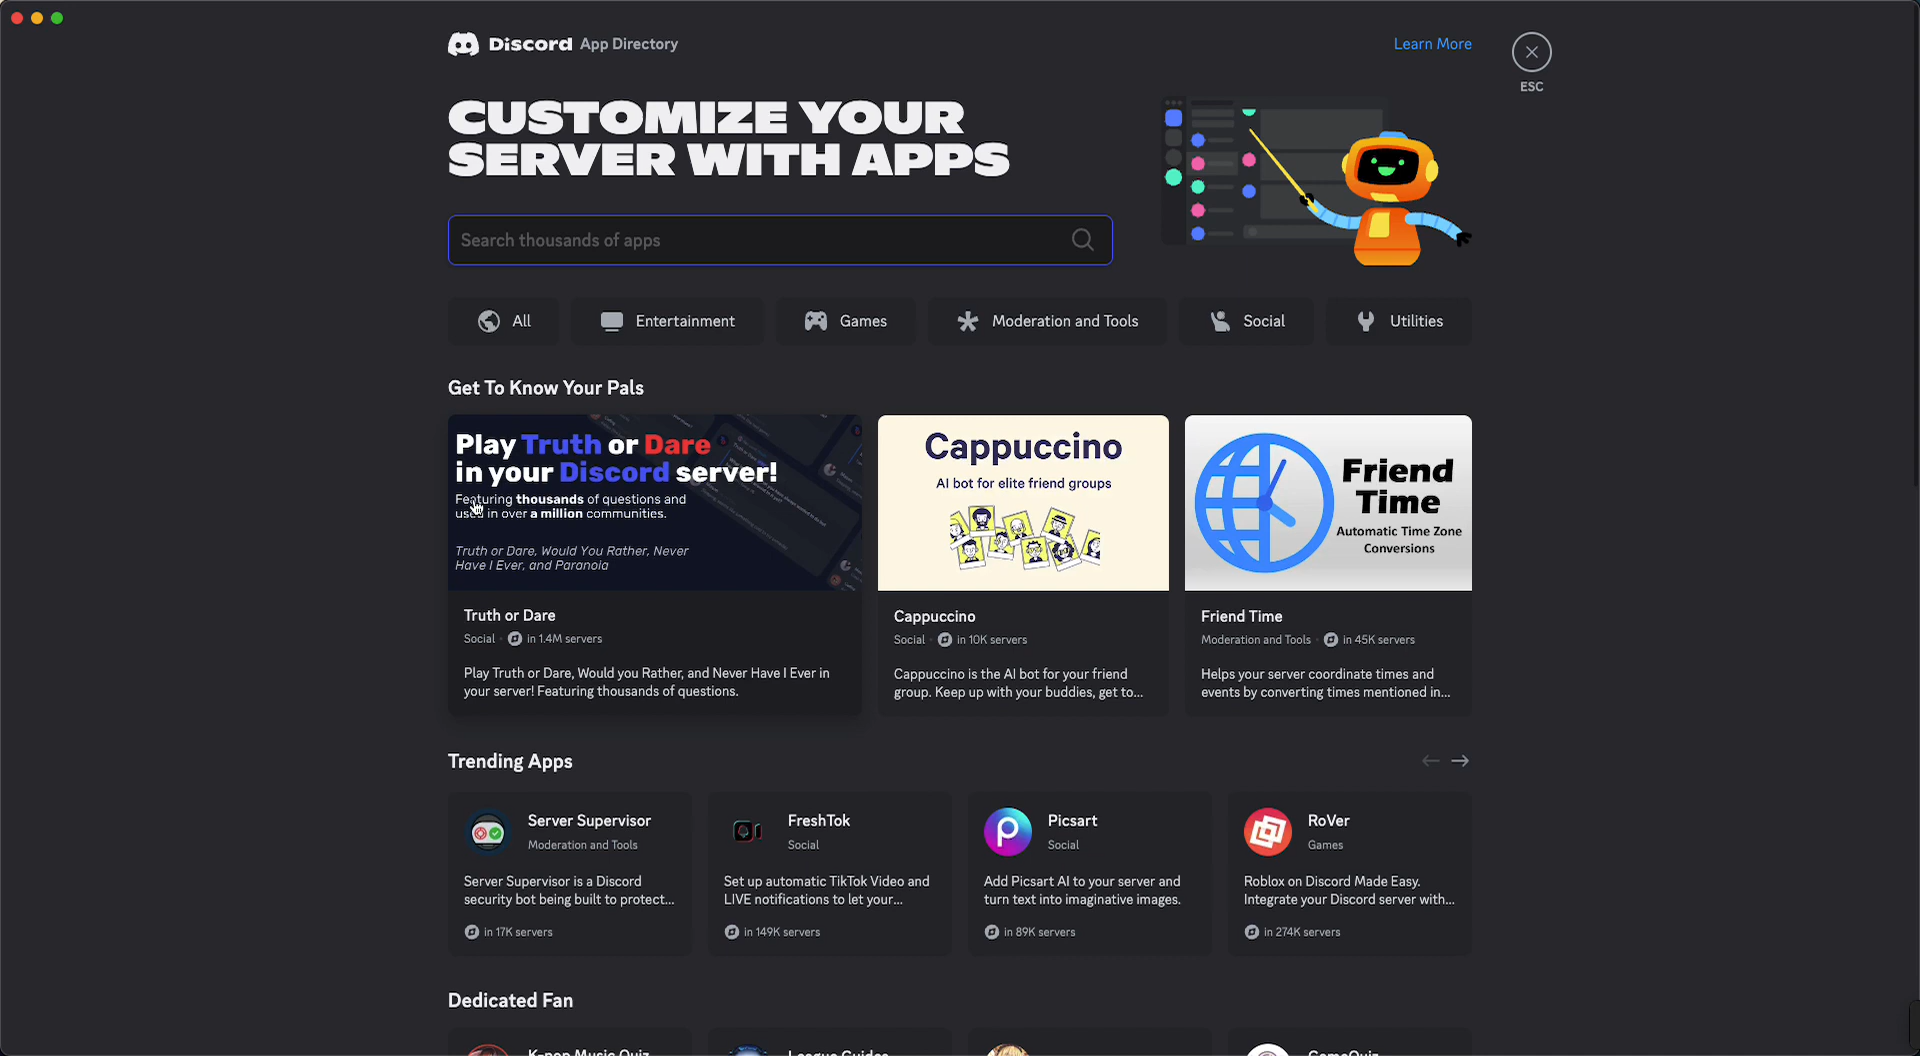 Discord App Directory
Learn More
ESC
CUSTOMIZE YOUR
SERVER WITH APPS
Search thousands of apps
All
Entertainment
Games
Moderation and Tools
Social
Utilities
Get To Know Your Pals
Play Truth or Dare
in your Discord server!
Featuring thousands of questions and
used in over a million communities.
Truth or Dare, Would You Rather, Never
Have I Ever, and Paranoia
Truth or Dare
Social · in 1.4M servers
Play Truth or Dare, Would you Rather, and Never Have I Ever in
your server! Featuring thousands of questions.
Cappuccino
AI bot for elite friend groups
Cappuccino
Social · in 10K servers
Cappuccino is the AI bot for your friend
group. Keep up with your buddies, get to...
Friend
Time
Automatic Time Zone
Conversions
Friend Time
Moderation and Tools · in 45K servers
Helps your server coordinate times and
events by converting times mentioned in...
Trending Apps
Server Supervisor
Moderation and Tools
Server Supervisor is a Discord
security bot being built to protect...
in 17K servers
FreshTok
Social
Set up automatic TikTok Video and
LIVE notifications to let your...
in 149K servers
Picsart
Social
Add Picsart AI to your server and
turn text into imaginative images.
in 89K servers
RoVer
Games
Roblox on Discord Made Easy.
Integrate your Discord server with...
in 274K servers
Dedicated Fan
K-pop Music Quiz
League Guides
GameQuiz